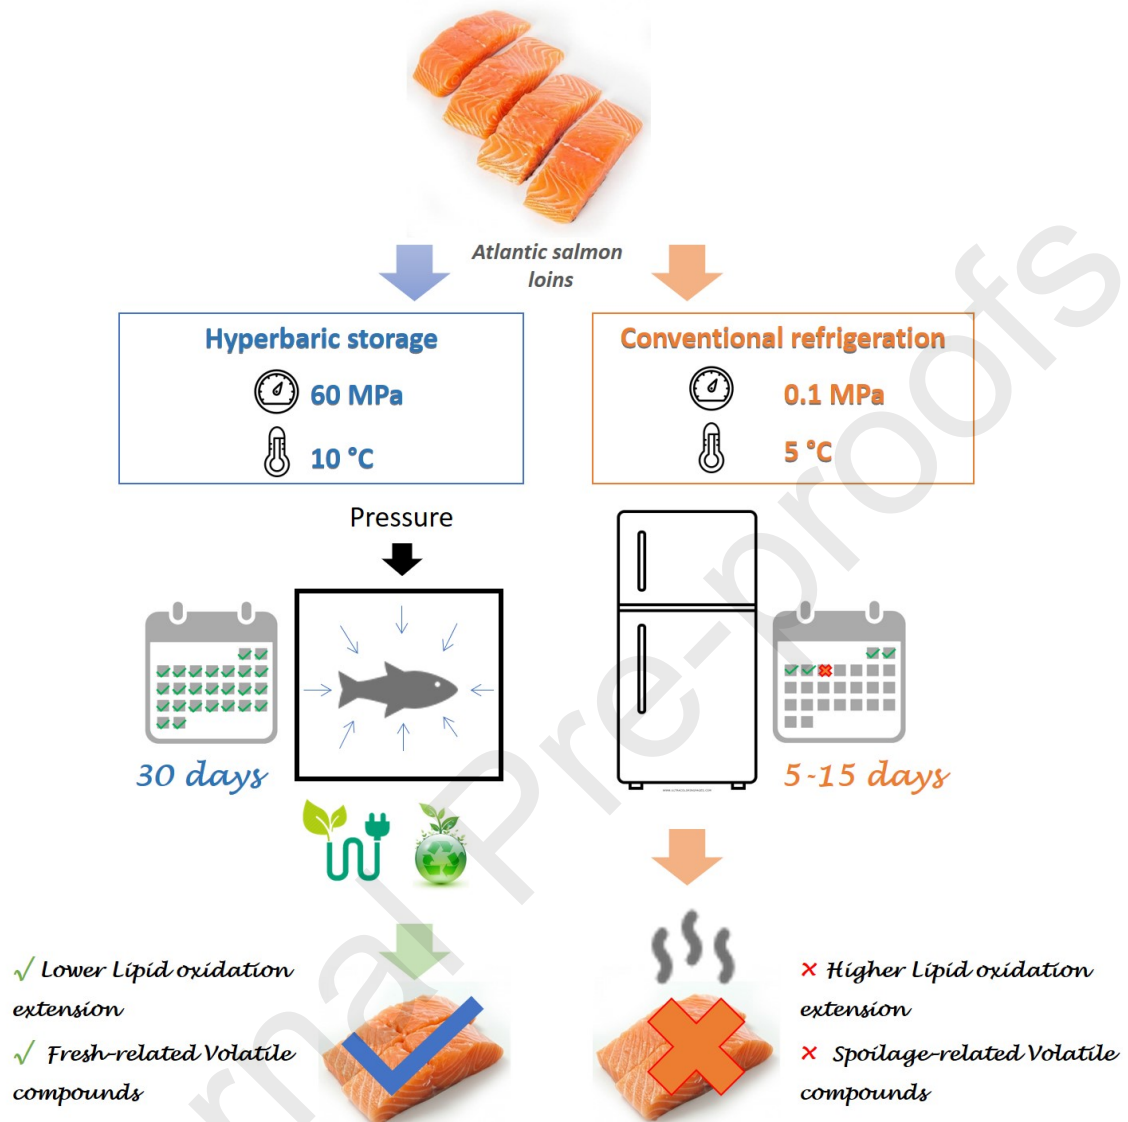 Atlantic salmon
loins
Hyperbaric storage
60 MPa
10 °C
Conventional refrigeration
0.1 MPa
5 °C
Pressure
30 days
5-15 days
√ Lower Lipid oxidation
extension
√ Fresh-related Volatile
compounds
× Higher Lipid oxidation
extension
× Spoilage-related Volatile
compounds
rnal Pre-proofs